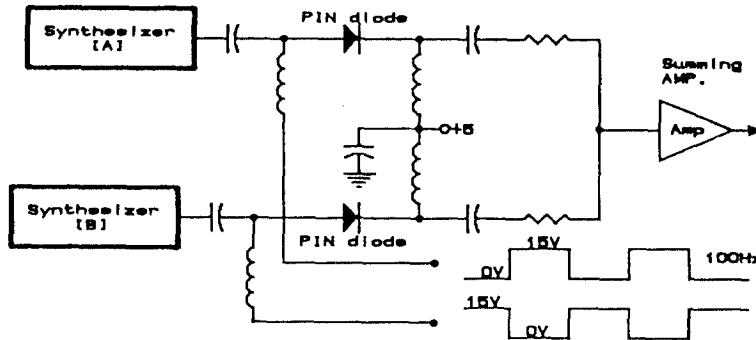 PIN diode
Synthesizer
[A]
Summing
AMP.
+5
Amp
Synthesizer
[B]
PIN diode
15V
0V
100Hz
15V
0V